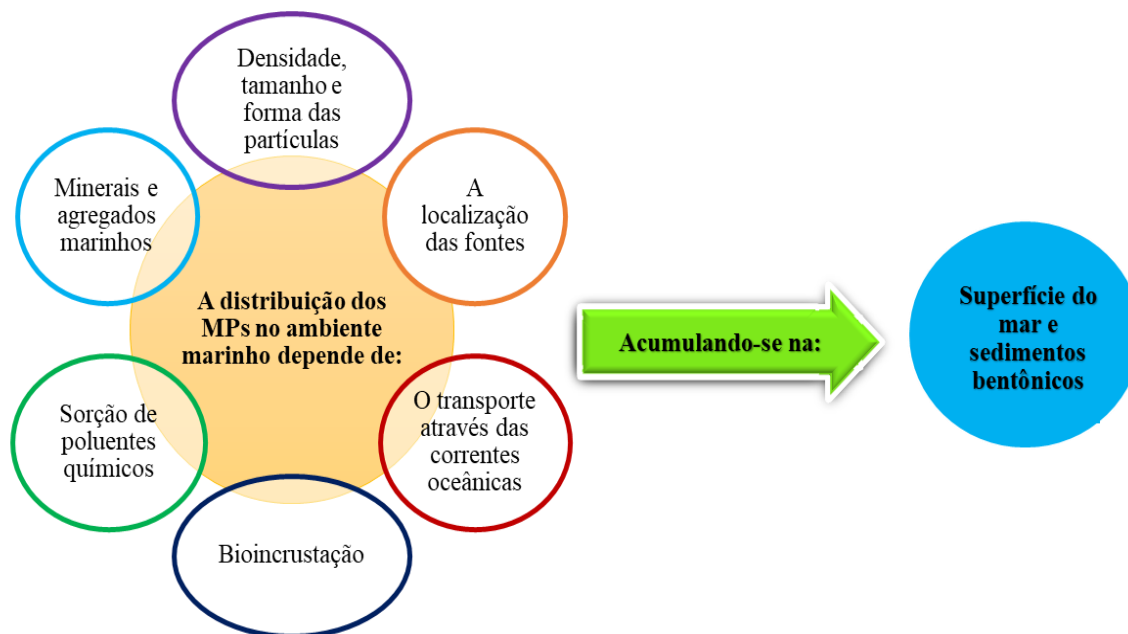 Densidade,
tamanho e
forma das
partículas
Minerais e
agregados
marinhos
A
localização
das fontes
A distribuição dos
MPs no ambiente
marinho depende de:
Sorção de
poluentes
químicos
O transporte
através das
correntes
oceânicas
Bioincrustação
Acumulando-se na:
Superfície do
mar e
sedimentos
bentônicos